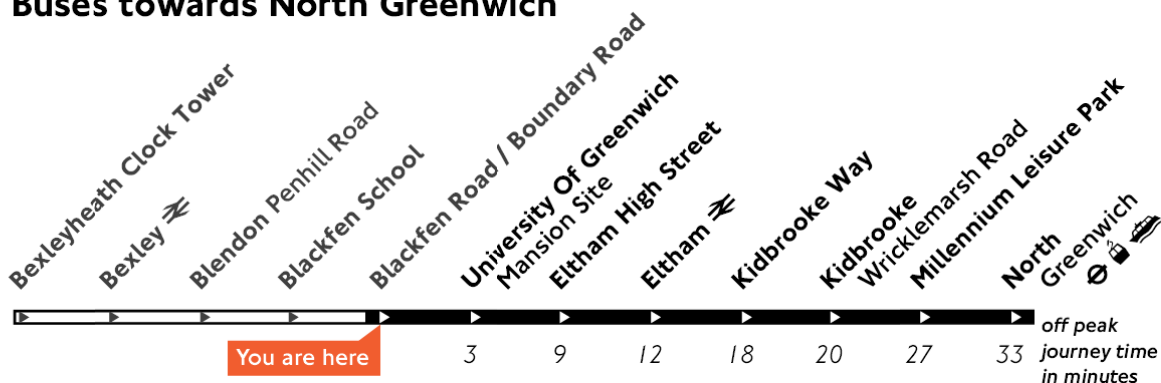 Buses towards North Greenwich
Bexleyheath Clock Tower
Bexley
Blendon Penhill Road
Blackfen School
Blackfen Road / Boundary Road
University Of Greenwich
Mansion Site
Eltham High Street
Eltham
Kidbrooke Way
Kidbrooke
Wricklemarsh Road
Millennium Leisure Park
North
Greenwich
You are here
3 9 12 18 20 27 33
off peak
journey time
in minutes